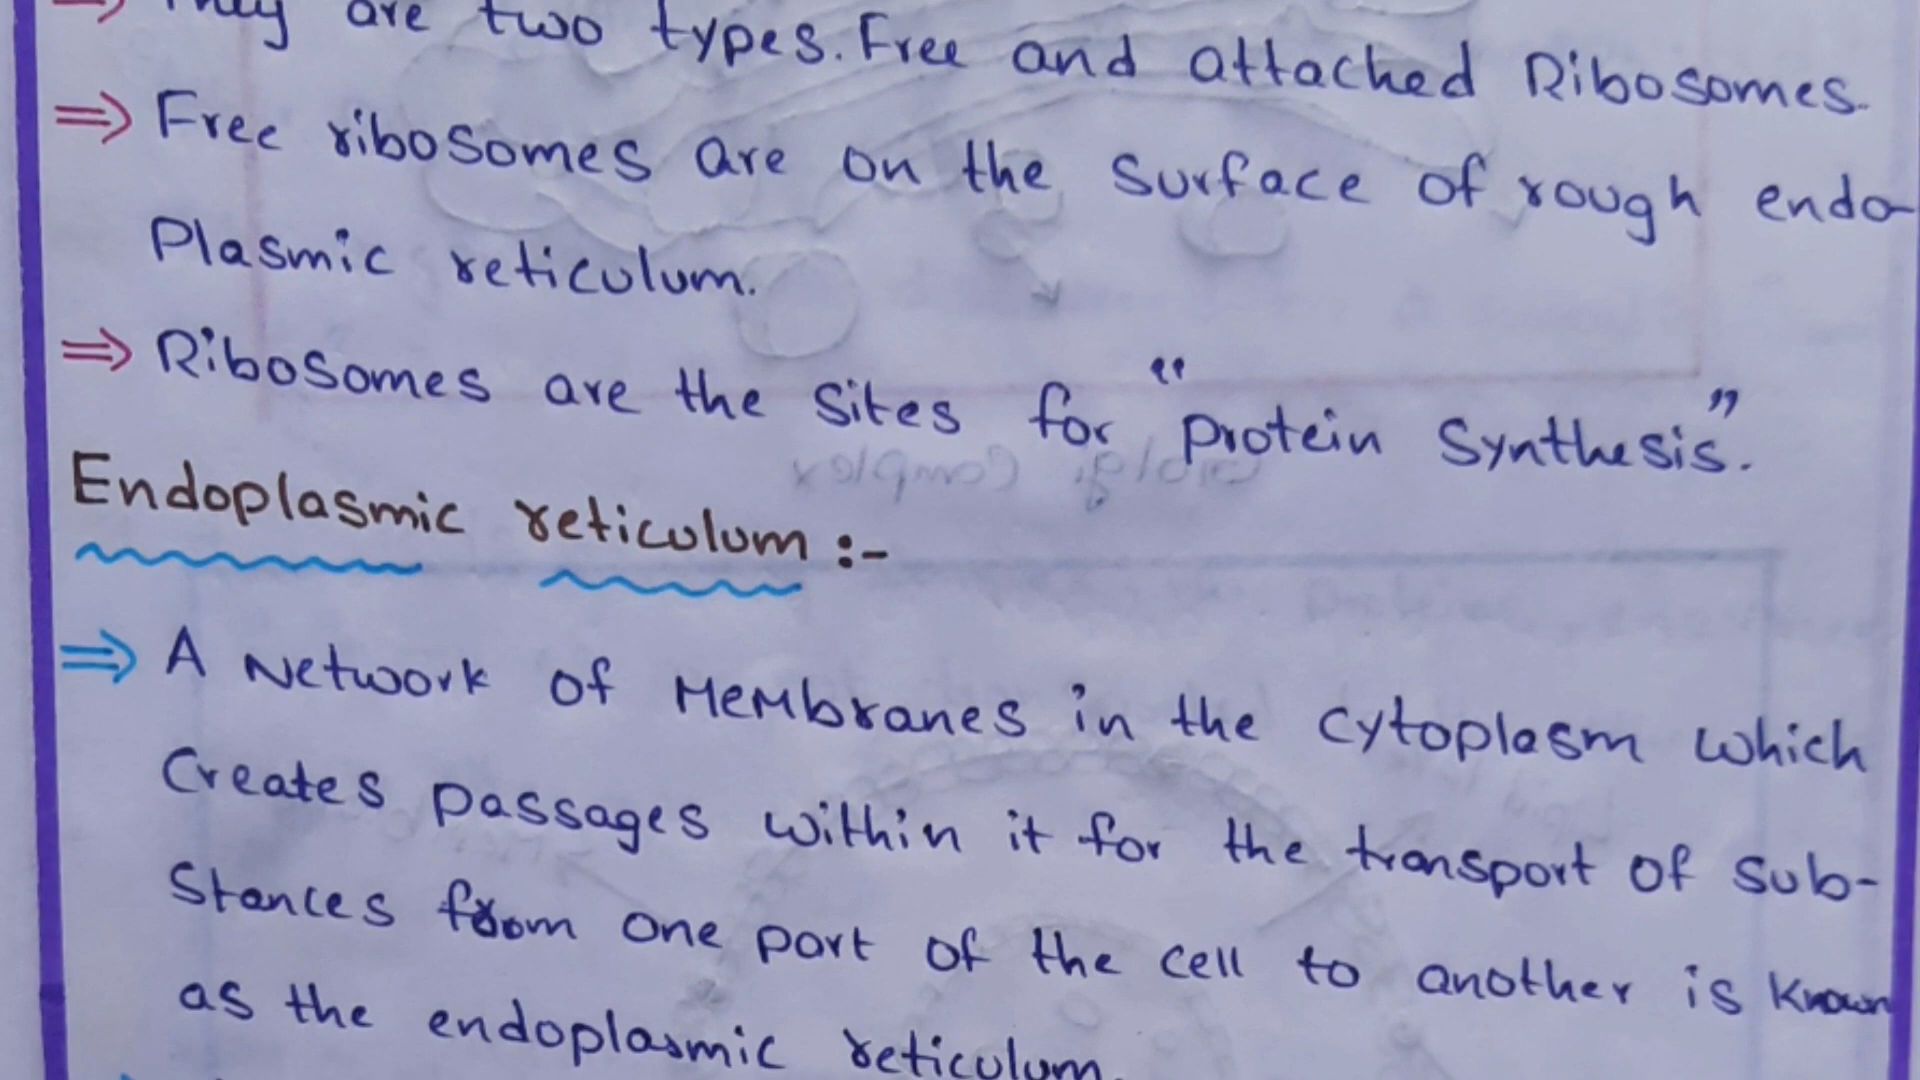 ⇒ They are two types. Free and attached Ribosomes.
⇒ Free ribosomes are on the surface of rough endo-
Plasmic reticulum.
⇒ Ribosomes are the sites for "protein Synthesis".
Endoplasmic reticulum :-
⇒ A Network of Membranes in the cytoplasm which
Creates passages within it for the transport of sub-
Stances from one part of the cell to another is known
as the endoplasmic reticulum.